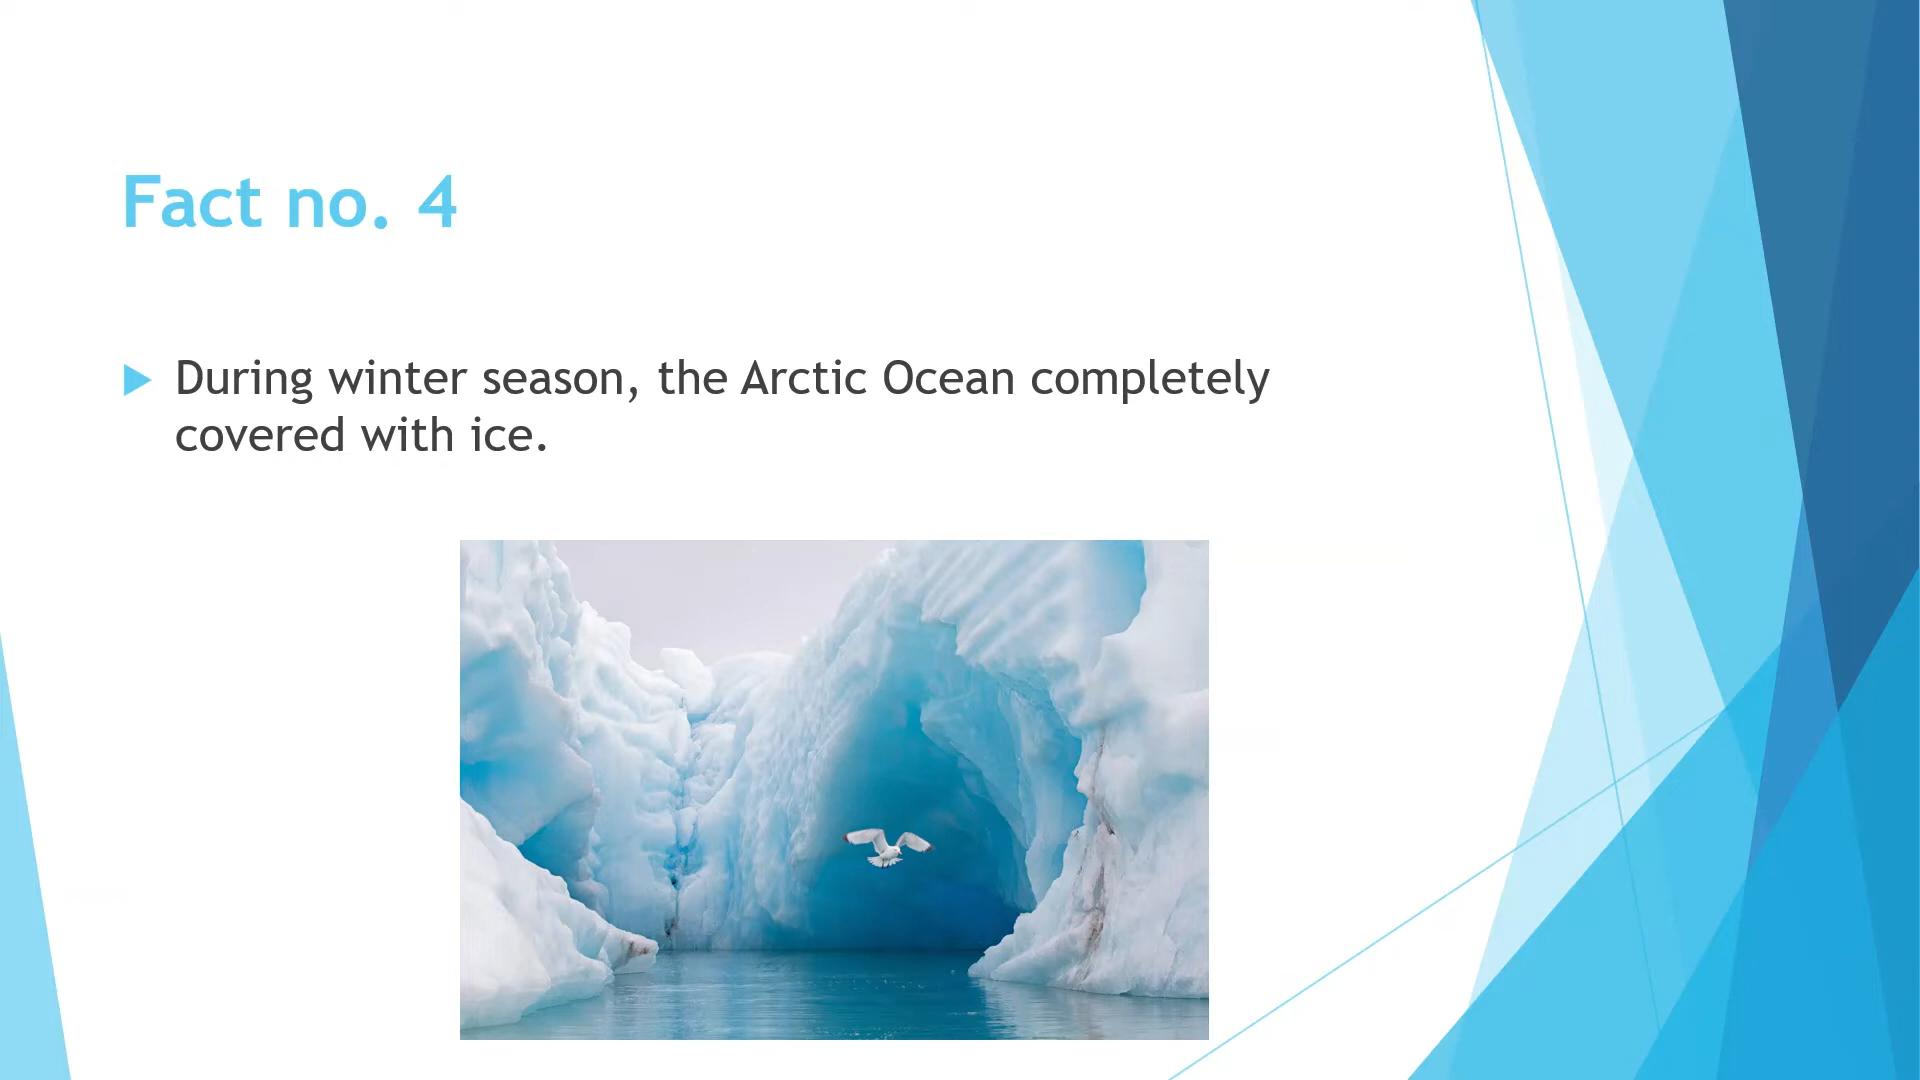 Fact no. 4
During winter season, the Arctic Ocean completely
covered with ice.